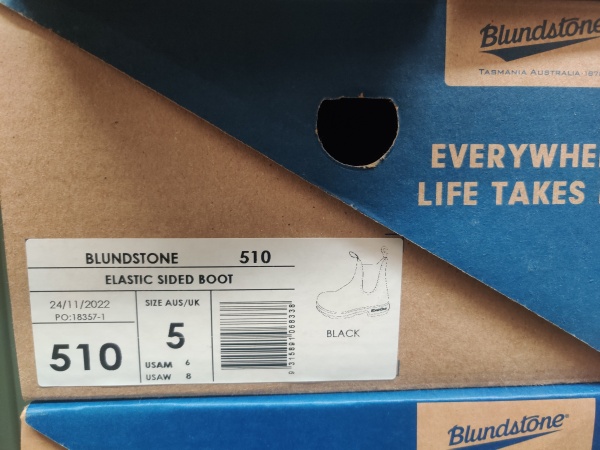 Blundstone
TASMANIA AUSTRALIA
EVERYWHE
LIFE TAKES
BLUNDSTONE 510
ELASTIC SIDED BOOT
24/11/2022
PO:18357-1
510
SIZE AUS/UK
5
USAM 6
USAW 8
9315891068338
BLACK
Blundstone